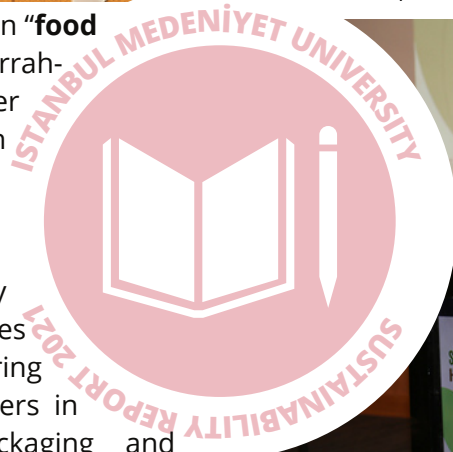 n “food
rrah-
er
ISTANBUL MEDENİYET UNIVERSITY
es
ring
ers in
ckaging and
SUSTAINABILITY REPORT 2021